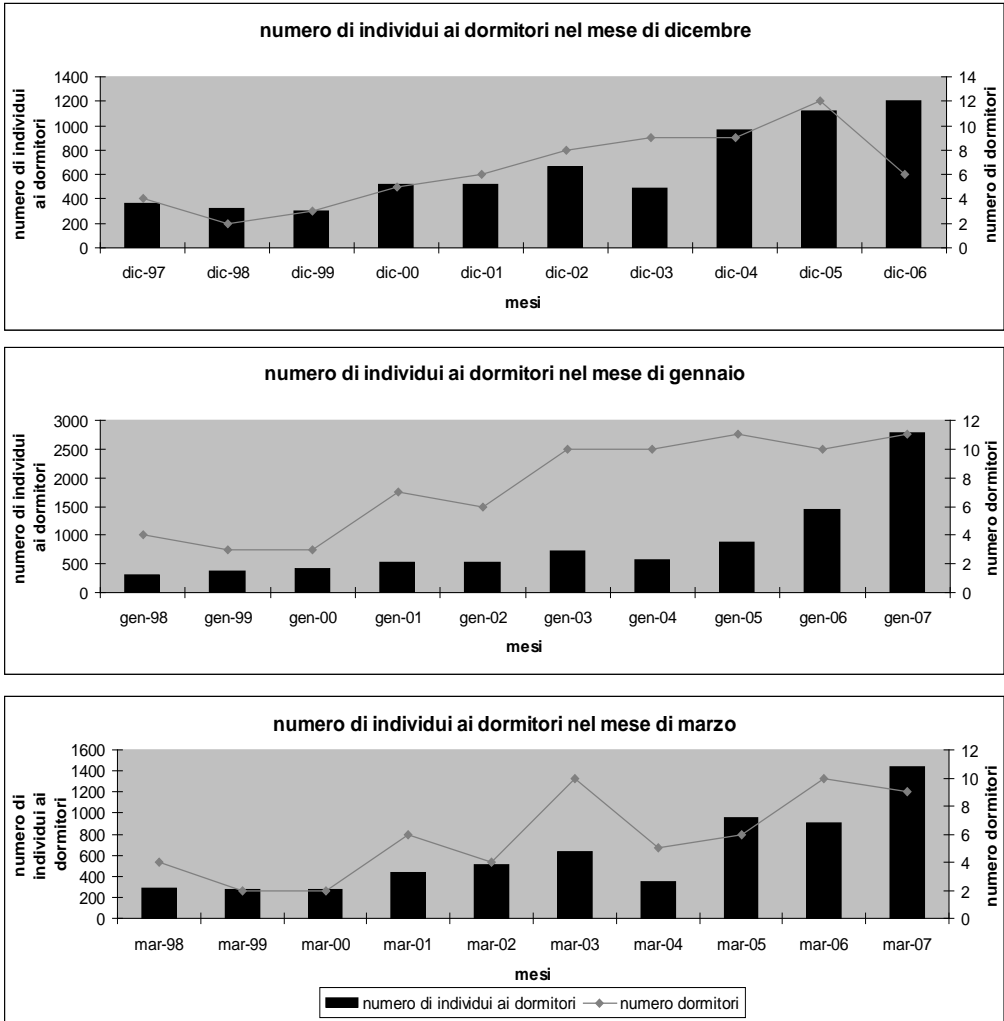 numero di individui ai dormitori nel mese di dicembre
numero di individui
ai dormitori
1400
1200
1000
800
600
400
200
0
14
12
10
8
6
4
2
0
numero di dormitori
dic-97 dic-98 dic-99 dic-00 dic-01 dic-02 dic-03 dic-04 dic-05 dic-06
mesi
numero di individui ai dormitori nel mese di gennaio
numero di individui
ai dormitori
3000
2500
2000
1500
1000
500
0
12
10
8
6
4
2
0
numero dormitori
gen-98 gen-99 gen-00 gen-01 gen-02 gen-03 gen-04 gen-05 gen-06 gen-07
mesi
numero di individui ai dormitori nel mese di marzo
numero di
individui ai
dormitori
1600
1400
1200
1000
800
600
400
200
0
12
10
8
6
4
2
0
numero dormitori
mar-98 mar-99 mar-00 mar-01 mar-02 mar-03 mar-04 mar-05 mar-06 mar-07
mesi
numero di individui ai dormitori numero dormitori